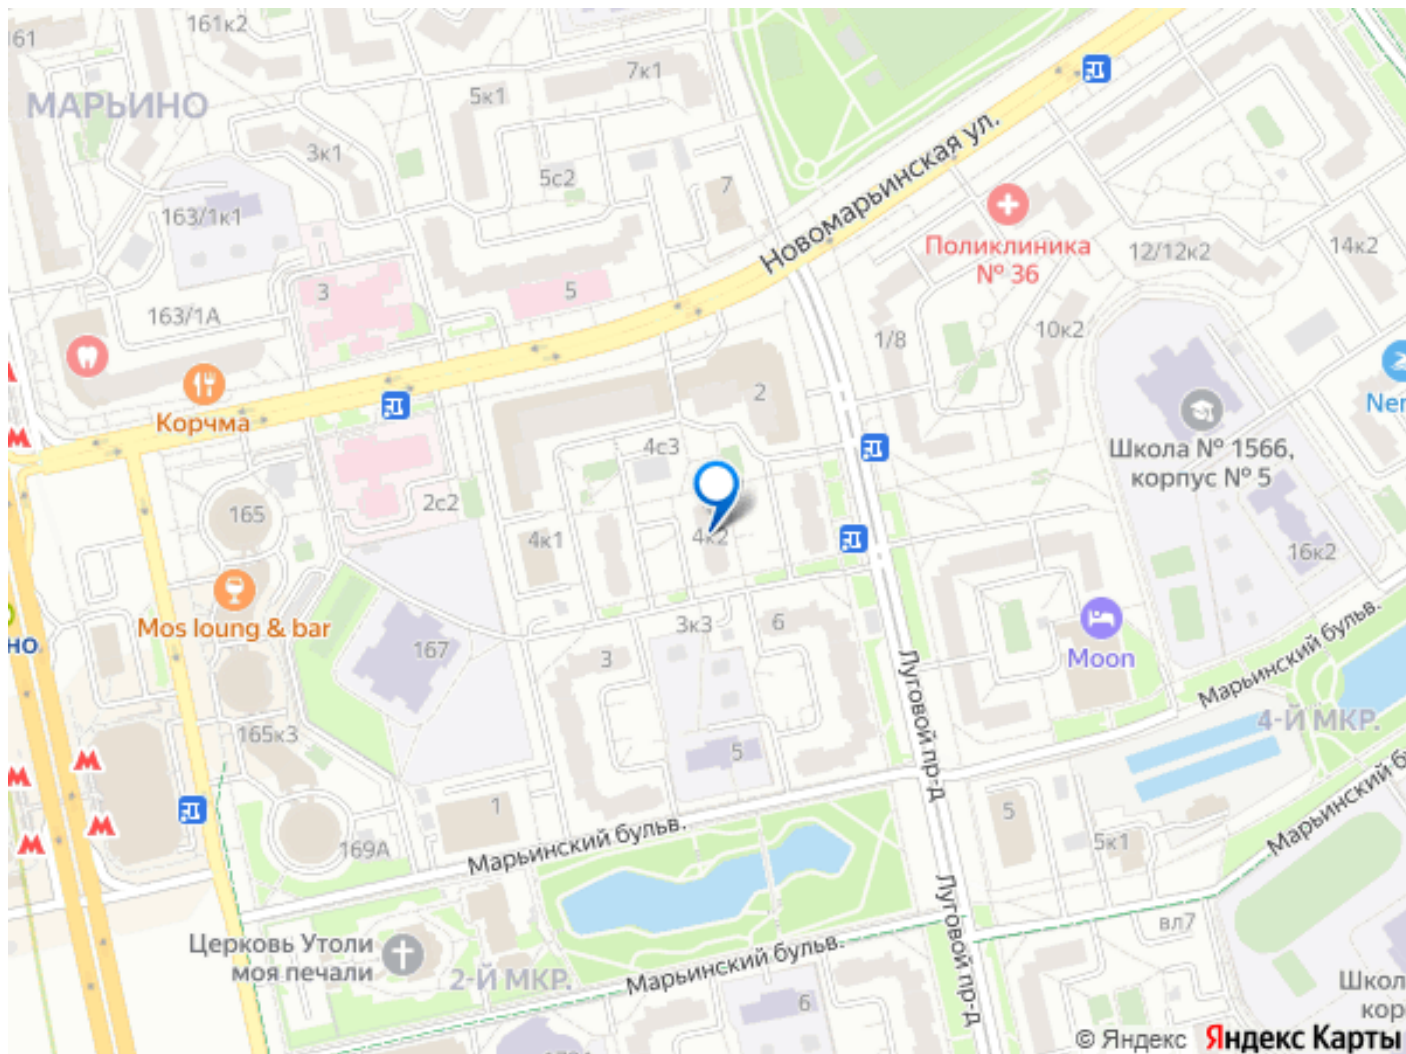 161
161к2
МАРЬИНО
7к1
5к1
3к1
5с2
7
163/1к1
Новомарьинская ул.
Поликлиника
№ 36
12/12к2
14к2
3
5
163/1А
1/8
10к2
2
Корчма
4с3
Школа № 1566,
корпус № 5
2с2
165
4к1
4к2
16к2
Mos loung & bar
3к3
6
167
3
Moon
Марьинский бульв.
Луговой пр-д
4-Й МКР.
165к3
5
1
5
5к1
169А
Марьинский бульв.
Луговой пр-д
вл7
Церковь Утоли
моя печали
2-Й МКР.
Марьинский бульв.
6
© Яндекс Яндекс Карты